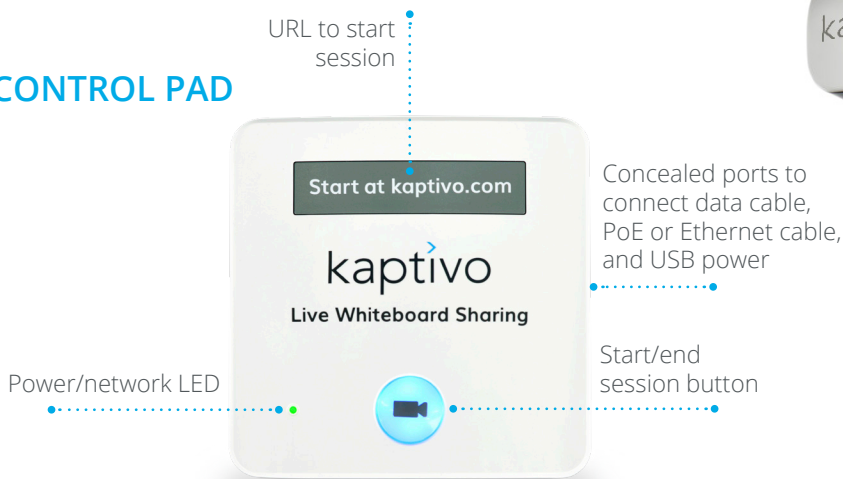 URL to start
session
CONTROL PAD
Start at kaptivo.com
kaptivo
Live Whiteboard Sharing
Concealed ports to
connect data cable,
PoE or Ethernet cable,
and USB power
Power/network LED
Start/end
session button